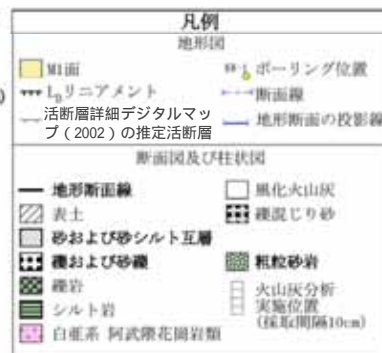 凡例
地形図
M1面
ボーリング位置
LDリニアメント
断面線
活断層詳細デジタルマッ
プ(2002)の推定活断層
地形断面の投影線
断面図及び柱状図
地形断面線
風化火山灰
表土
礫混じり砂
砂および砂シルト互層
礫および砂礫
粗粒砂岩
礫岩
火山灰分析
実施位置
(採取間隔10cm)
シルト岩
白亜系 阿武隈花崗岩類